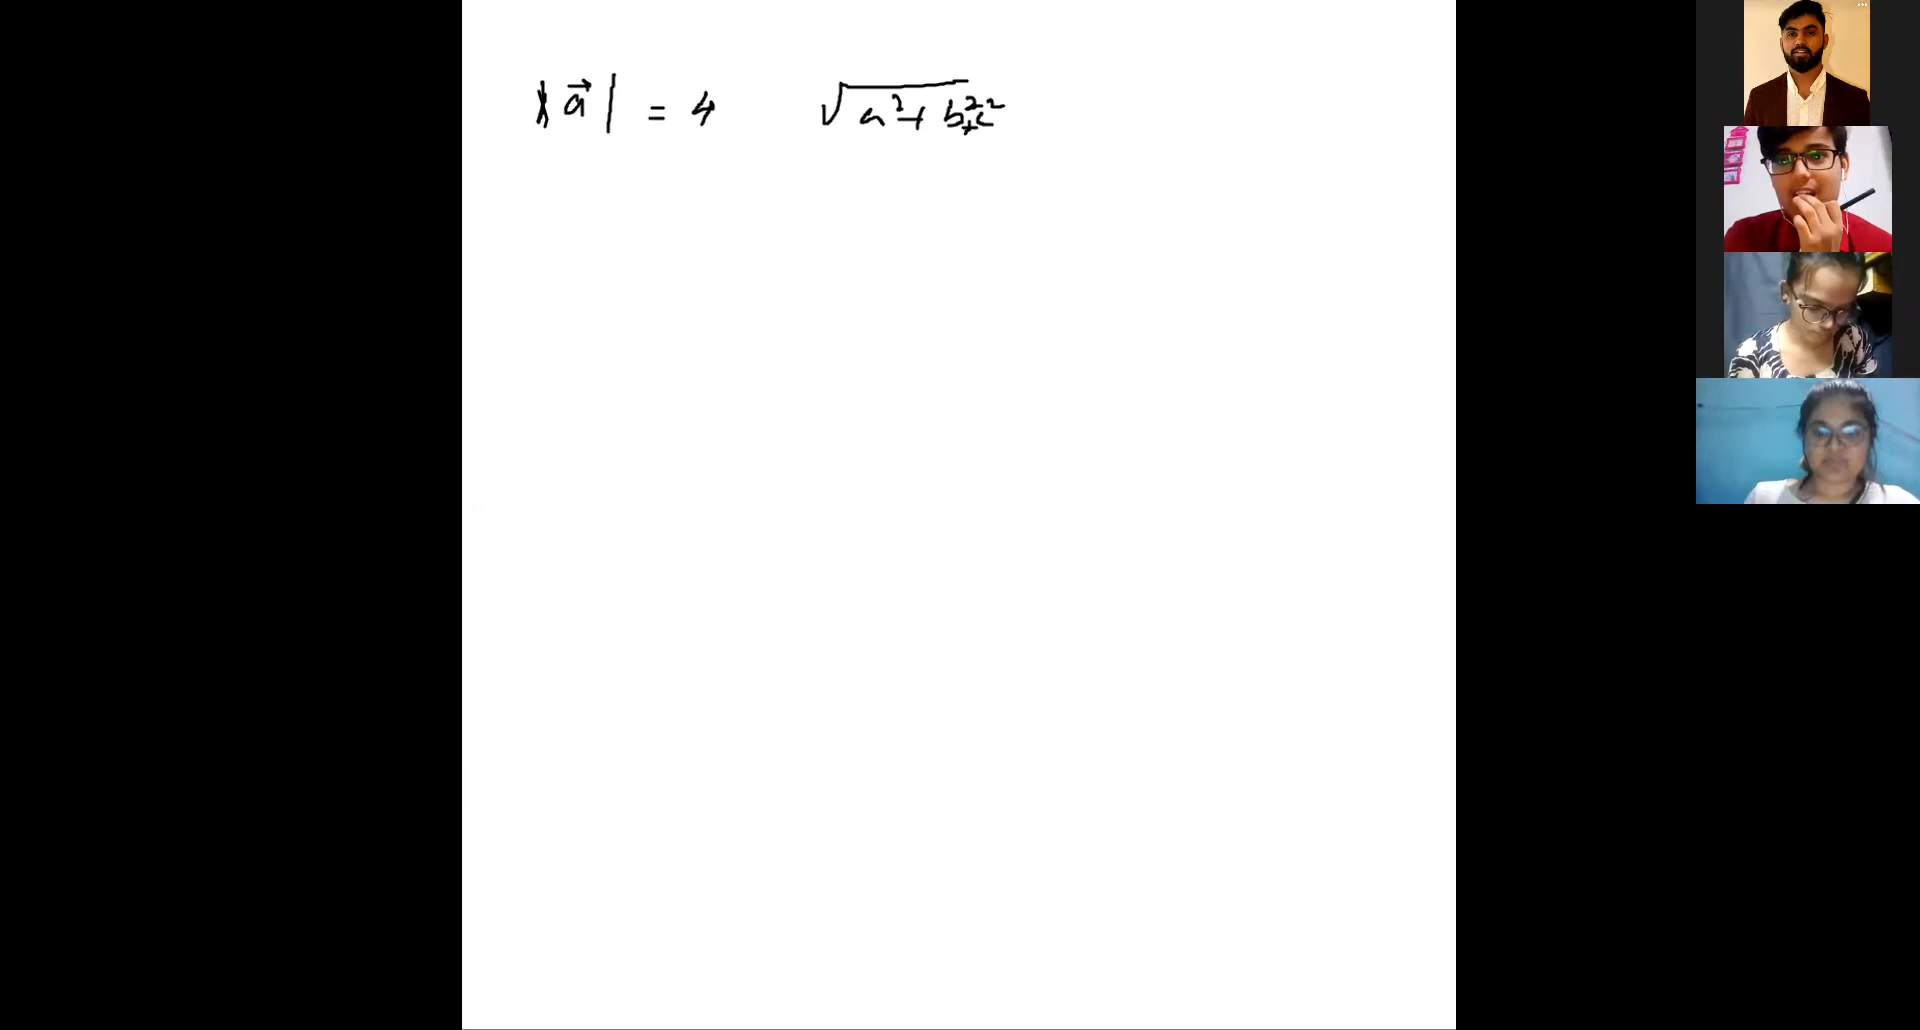 |a⃗| = 4 √a²+b²+c²